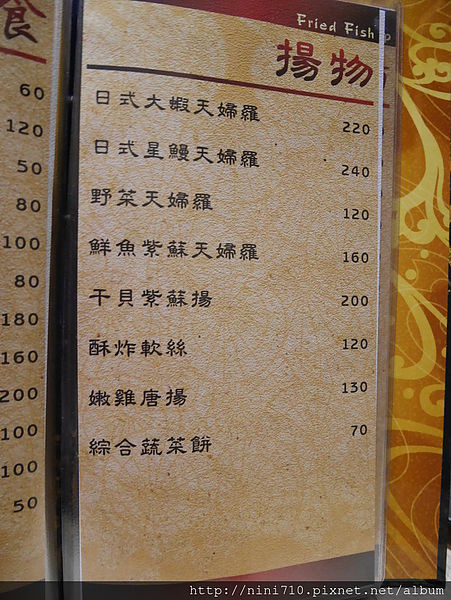 食
60
120
50
80
100
80
180
160
200
100
100
50
Fried Fish
揚物
日式大蝦天婦羅 220
日式星鰻天婦羅 240
野菜天婦羅 120
鮮魚紫蘇天婦羅 160
干貝紫蘇揚 200
酥炸軟絲 120
嫩雞唐揚 130
綜合蔬菜餅 70
http://nini710.pixnet.net/album